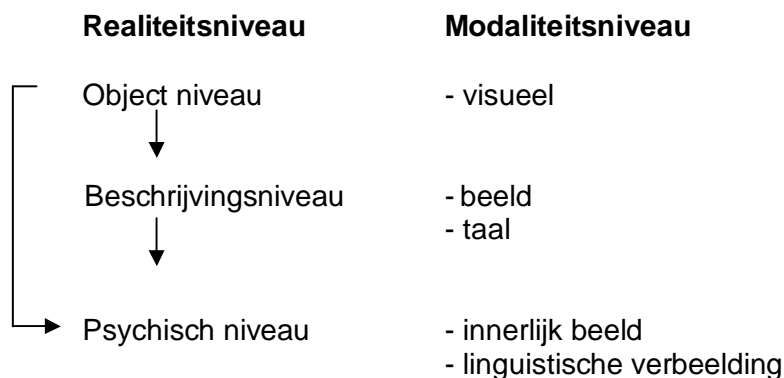 Realiteitsniveau Modaliteitsniveau
Object niveau - visueel
Beschrijvingsniveau - beeld
- taal
Psychisch niveau - innerlijk beeld
- linguistische verbeelding